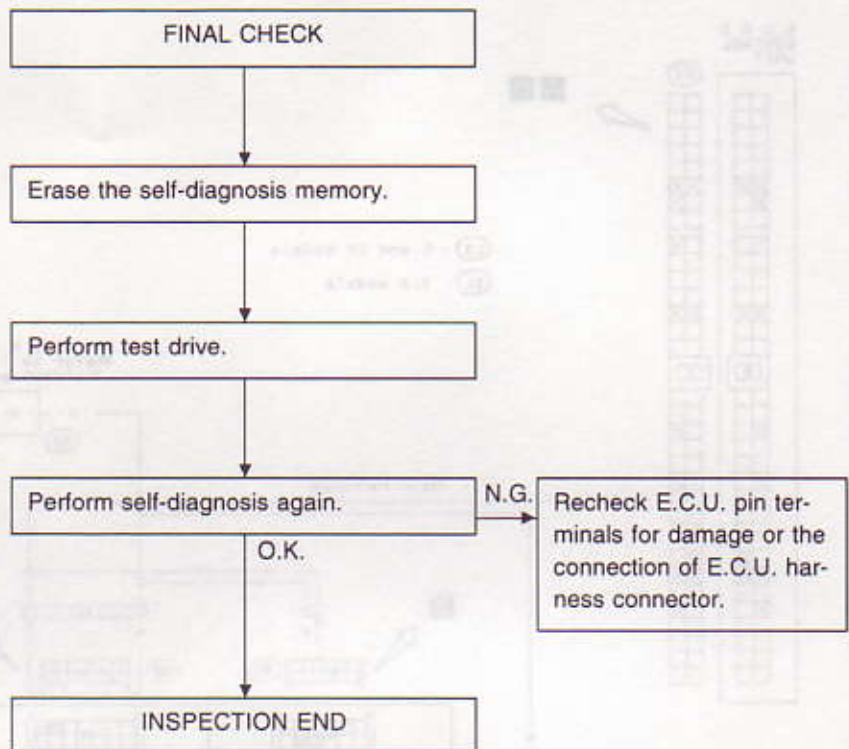 FINAL CHECK
Erase the self-diagnosis memory.
Perform test drive.
Perform self-diagnosis again.
N.G.
O.K.
Recheck E.C.U. pin ter-
minals for damage or the
connection of E.C.U. har-
ness connector.
INSPECTION END